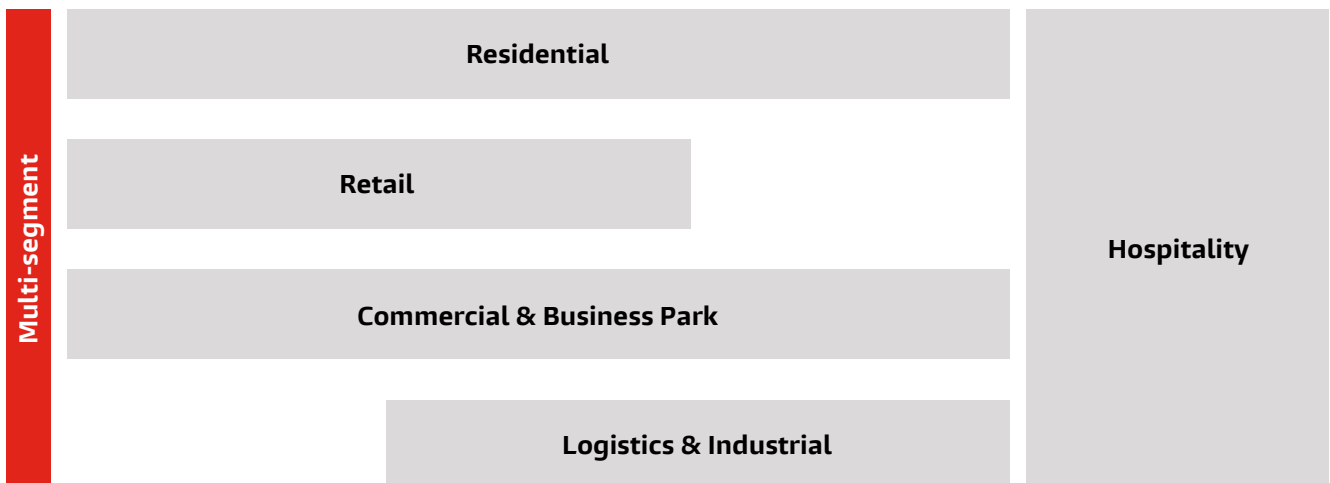 Multi-segment
Residential
Retail
Commercial & Business Park
Logistics & Industrial
Hospitality